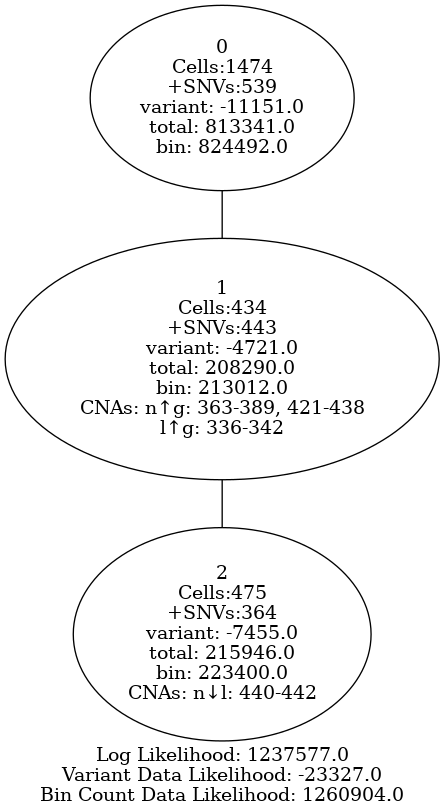 0
Cells:1474
+SNVs:539
variant: -11151.0
total: 813341.0
bin: 824492.0
1
Cells:434
+SNVs:443
variant: -4721.0
total: 208290.0
bin: 213012.0
CNAs: n↑g: 363-389, 421-438
l↑g: 336-342
2
Cells:475
+SNVs:364
variant: -7455.0
total: 215946.0
bin: 223400.0
CNAs: n↓l: 440-442
Log Likelihood: 1237577.0
Variant Data Likelihood: -23327.0
Bin Count Data Likelihood: 1260904.0